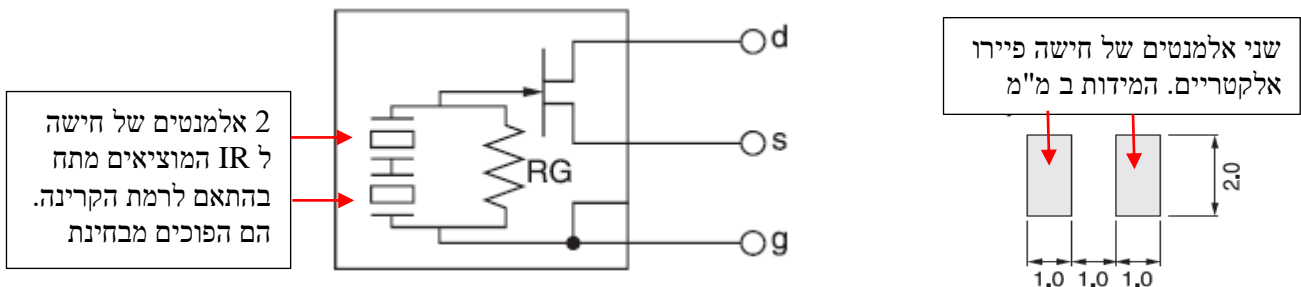 2 אלמנטים של חישה
ל IR המוציאים מתח
בהתאם לרמת הקרינה.
הם הפוכים מבחינת
d
s
RG
g
שני אלמנטים של חישה פיירו
אלקטריים. המידות ב מ"מ
2.0
1.0 1.0 1.0